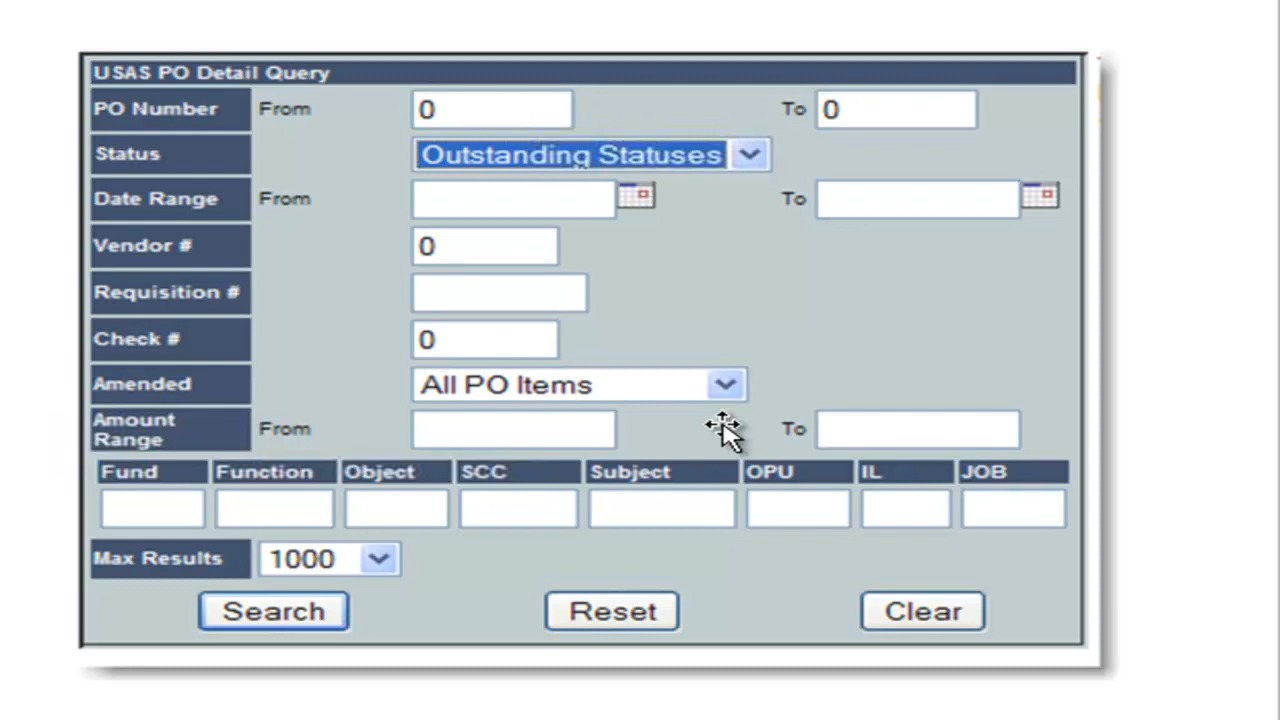 USAS PO Detail Query
PO Number From 0 To 0
Status Outstanding Statuses
Date Range From To
Vendor # 0
Requisition #
Check # 0
Amended All PO Items
Amount
Range From To
Fund Function Object SCC Subject OPU IL JOB
Max Results 1000
Search Reset Clear